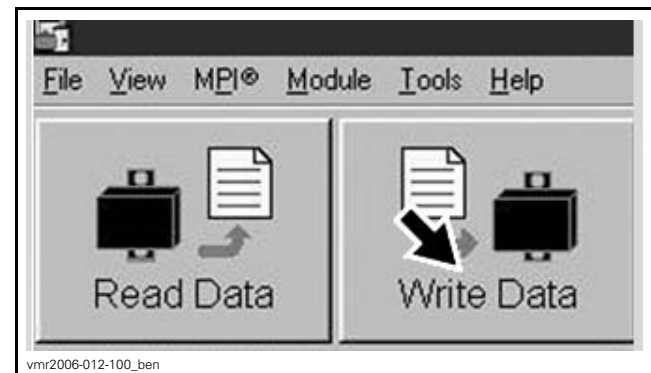 File View MPI® Module Tools Help
Read Data Write Data
vmr2006-012-100_ben